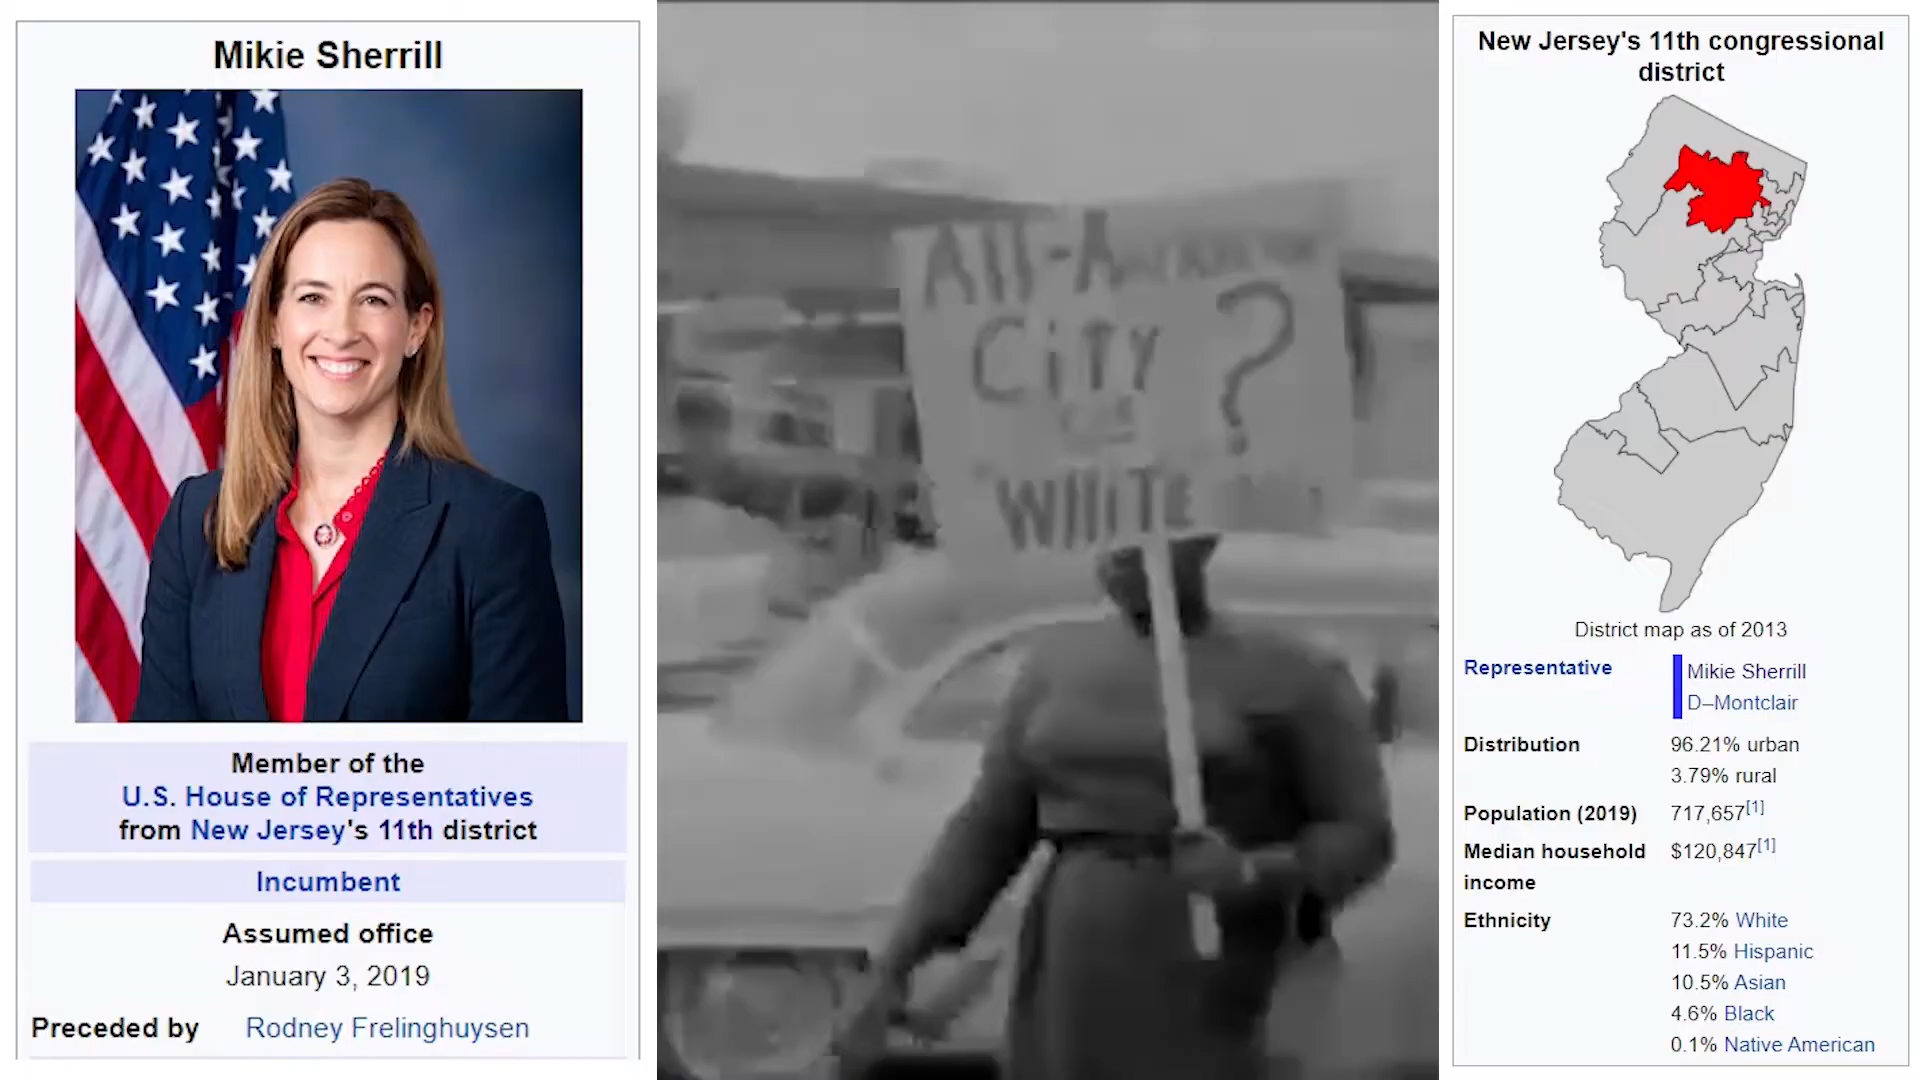 Mikie Sherrill
Member of the
U.S. House of Representatives
from New Jersey's 11th district
Incumbent
Assumed office
January 3, 2019
Preceded by Rodney Frelinghuysen
All-American
CiTY ?
WHITE
New Jersey's 11th congressional
district
District map as of 2013
Representative Mikie Sherrill
D–Montclair
Distribution 96.21% urban
3.79% rural
Population (2019) 717,657[1]
Median household $120,847[1]
income
Ethnicity 73.2% White
11.5% Hispanic
10.5% Asian
4.6% Black
0.1% Native American